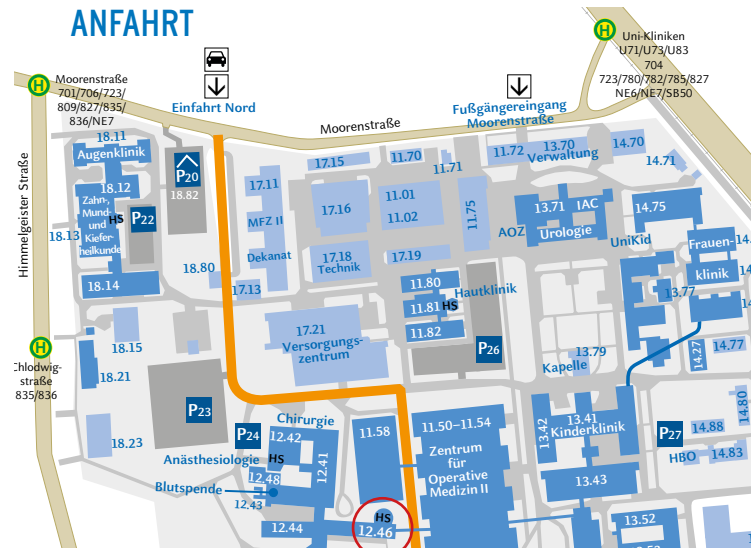 ANFAHRT
H
Moorenstraße
701/706/723/
809/827/835/
836/NE7
Einfahrt Nord
Moorenstraße
Fußgängereingang
Moorenstraße
H
Uni-Kliniken
U71/U73/U83
704
723/780/782/785/827
NE6/NE7/SB50
Himmelgeister Straße
18.11
Augenklinik
18.12
Zahn-,
Mund-
und
Kiefer-
heilkunde
HS
P22
18.13
18.14
P20
18.82
18.80
17.11
MFZ II
Dekanat
17.13
17.15
17.16
17.18
Technik
11.70
11.71
11.01
11.02
17.19
11.75
11.72
13.70
Verwaltung
14.70
14.71
13.71
IAC
Urologie
AOZ
14.75
UniKid
Frauen-
klinik
14.
13.77
11.80
11.81
HS
11.82
Hautklinik
P26
17.21
Versorgungs-
zentrum
Kapelle
13.79
14.27
14.77
H
Chlodwig-
straße
835/836
18.15
18.21
18.23
P23
P24
Chirurgie
12.42
HS
12.41
Anästhesiologie
12.48
Blutspende
12.43
12.44
11.58
HS
12.46
11.50–11.54
Zentrum
für
Operative
Medizin II
13.42
13.41
Kinderklinik
13.43
13.52
P27
14.88
14.80
HBO
14.83